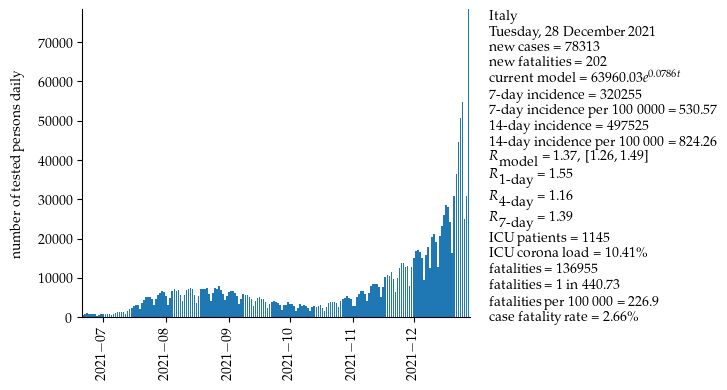 number of tested persons daily
70000
60000
50000
40000
30000
20000
10000
0
2021−07
2021−08
2021−09
2021−10
2021−11
2021−12
Italy
Tuesday, 28 December 2021
new cases = 78313
new fatalities = 202
current model = 63960.03e^0.0786t
7-day incidence = 320255
7-day incidence per 100 0000 = 530.57
14-day incidence = 497525
14-day incidence per 100 000 = 824.26
R_model = 1.37, [1.26, 1.49]
R_1-day = 1.55
R_4-day = 1.16
R_7-day = 1.39
ICU patients = 1145
ICU corona load = 10.41%
fatalities = 136955
fatalities = 1 in 440.73
fatalities per 100 000 = 226.9
case fatality rate = 2.66%